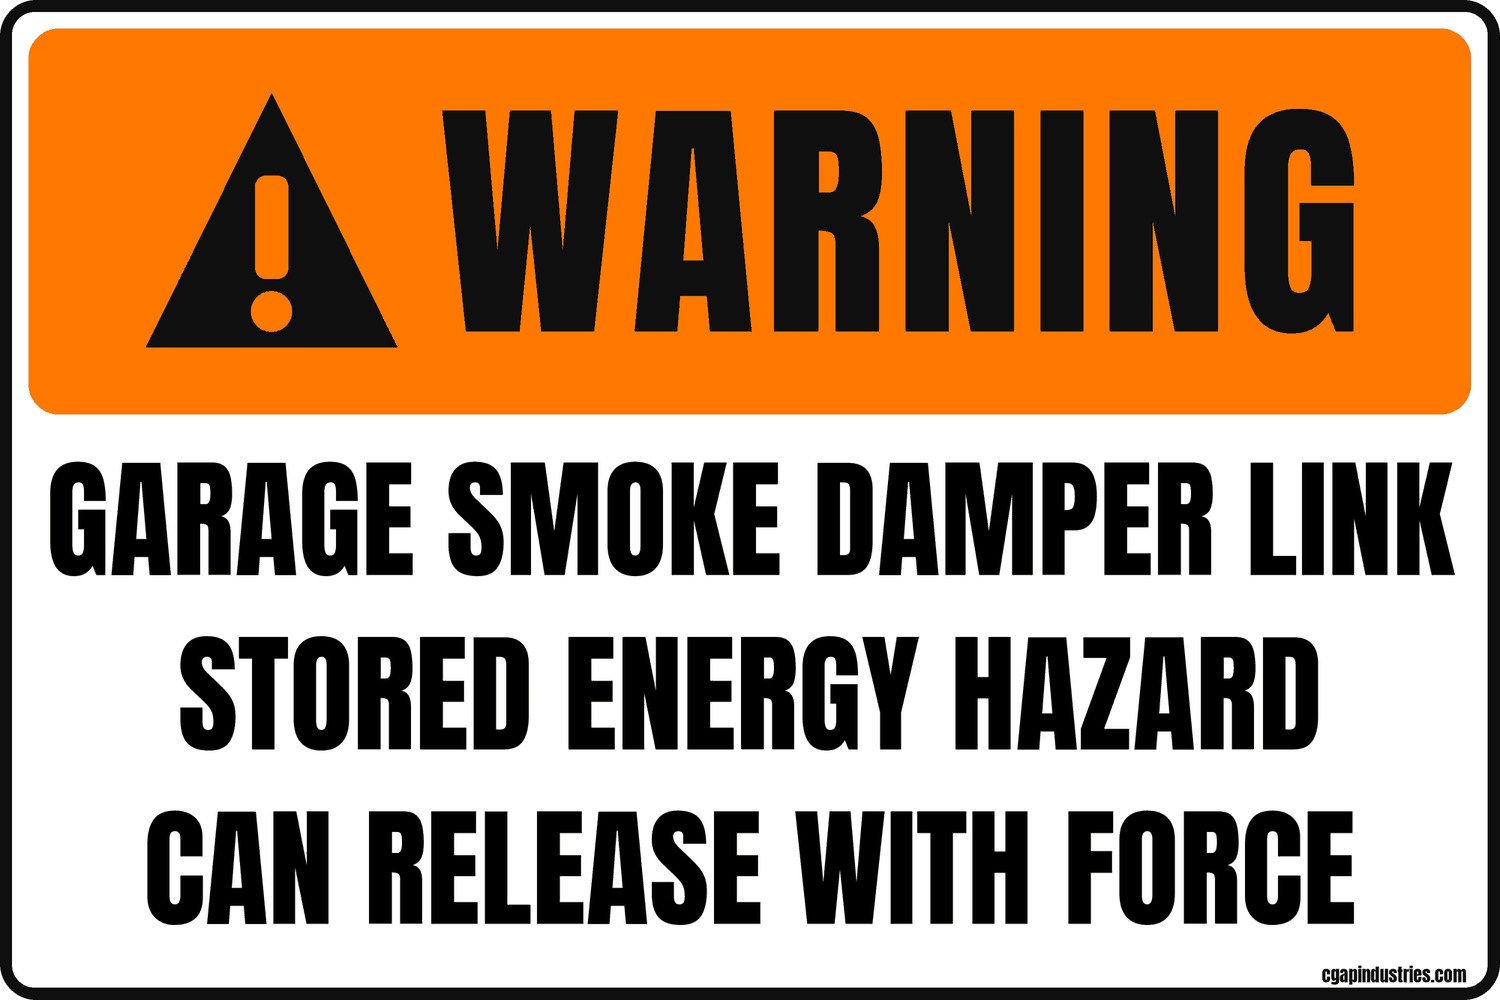 WARNING
GARAGE SMOKE DAMPER LINK
STORED ENERGY HAZARD
CAN RELEASE WITH FORCE
cgapindustries.com